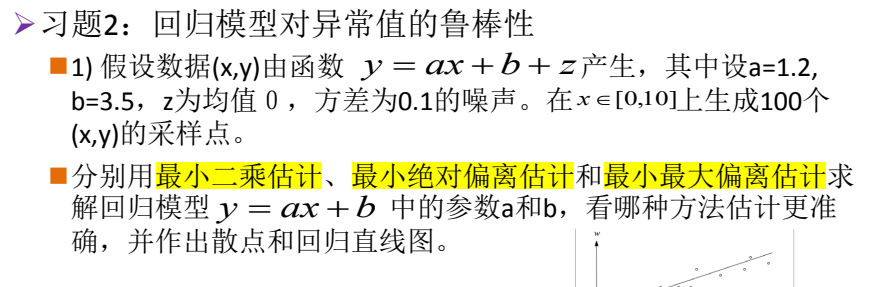 ➢习题2：回归模型对异常值的鲁棒性
■1) 假设数据(x,y)由函数 y = ax + b + z 产生，其中设a=1.2,
b=3.5，z为均值 0 ，方差为0.1的噪声。在 x ∈ [0,10] 上生成100个
(x,y)的采样点。
■分别用最小二乘估计、最小绝对偏离估计和最小最大偏离估计求
解回归模型 y = ax + b 中的参数a和b，看哪种方法估计更准
确，并作出散点和回归直线图。
w